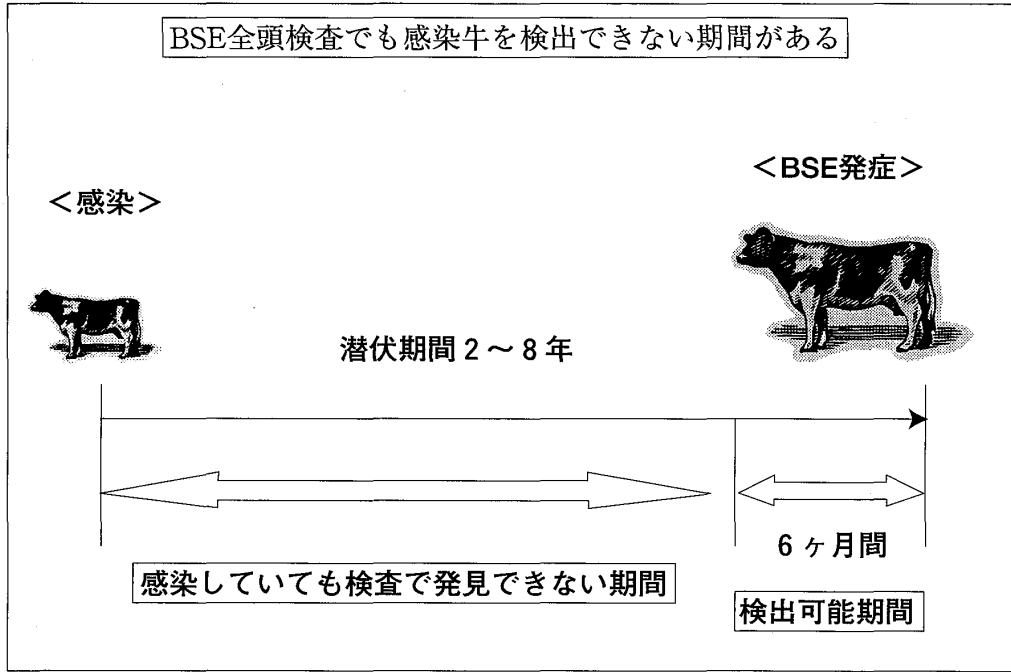 BSE全頭検査でも感染牛を検出できない期間がある
＜BSE発症＞
＜感染＞
潜伏期間2～8年
6ヶ月間
感染していても検査で発見できない期間
検出可能期間